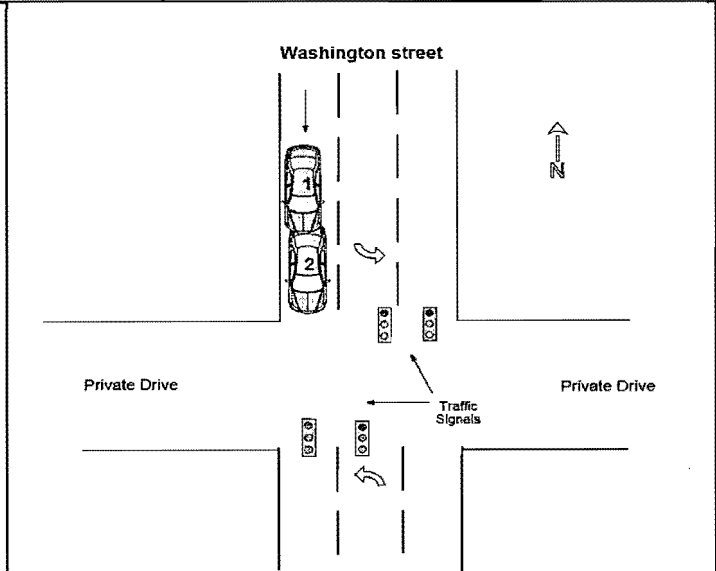 Washington street
N
1
2
Private Drive
Private Drive
Traffic
Signals